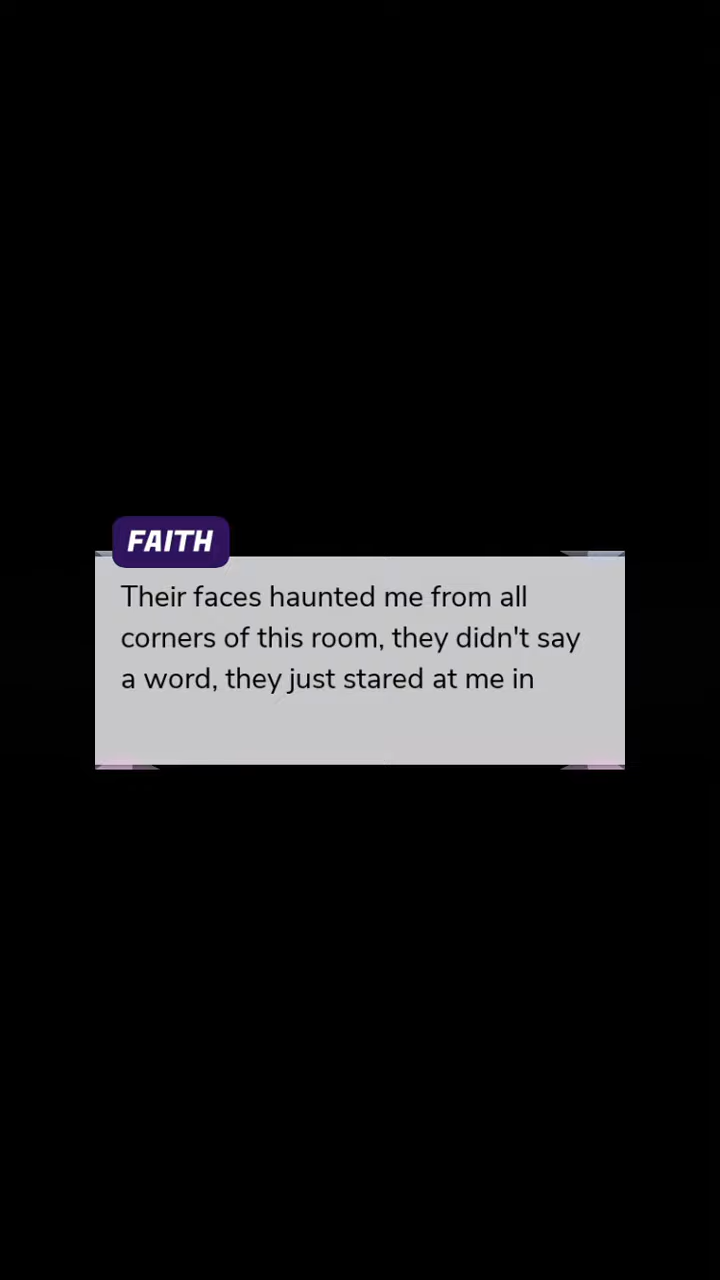 FAITH
Their faces haunted me from all
corners of this room, they didn't say
a word, they just stared at me in